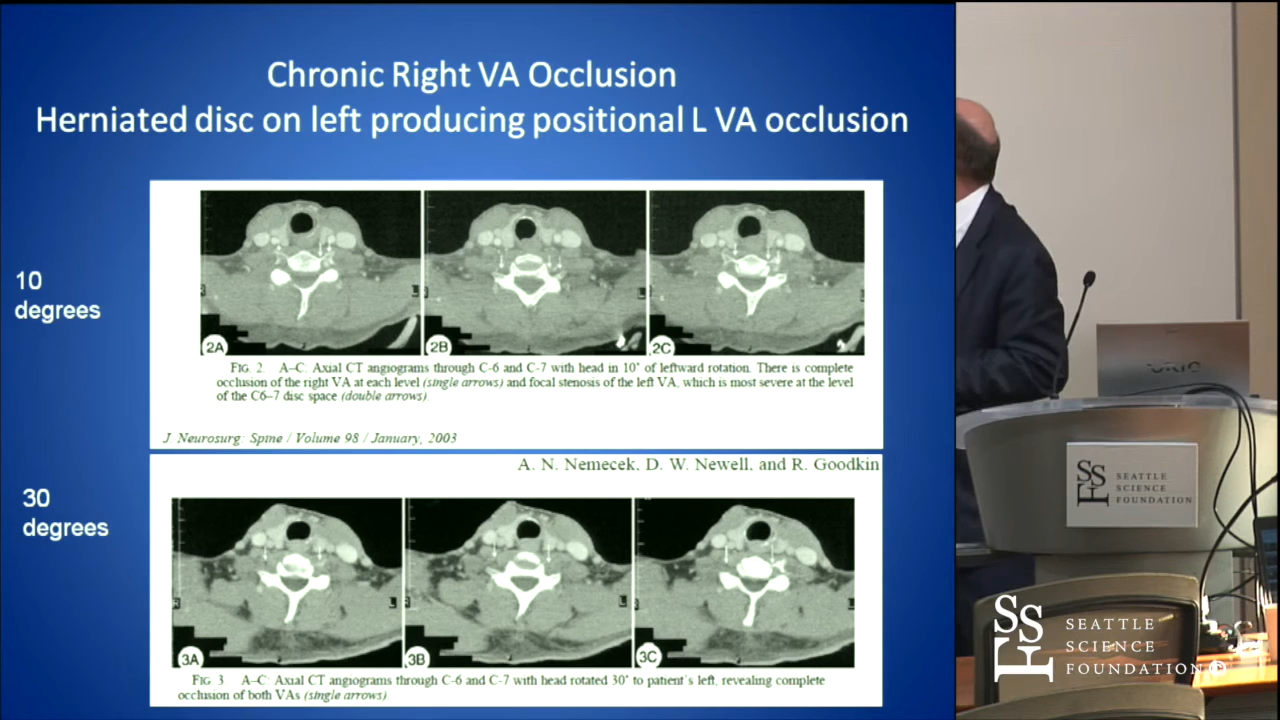 Chronic Right VA Occlusion
Herniated disc on left producing positional L VA occlusion
10
degrees
R
L
2A
2B
2C
FIG. 2. A–C: Axial CT angiograms through C-6 and C-7 with head in 10° of leftward rotation. There is complete
occlusion of the right VA at each level (single arrows) and focal stenosis of the left VA, which is most severe at the level
of the C6–7 disc space (double arrows).
J. Neurosurg: Spine / Volume 98 / January, 2003
A. N. Nemecek, D. W. Newell, and R. Goodkin
30
degrees
R
L
R
L
R
3A
3B
3C
FIG. 3. A–C: Axial CT angiograms through C-6 and C-7 with head rotated 30° to patient's left, revealing complete
occlusion of both VAs (single arrows).
VAIO
SSF
SEATTLE
SCIENCE
FOUNDATION
SSF
SEATTLE
SCIENCE
FOUNDATION®